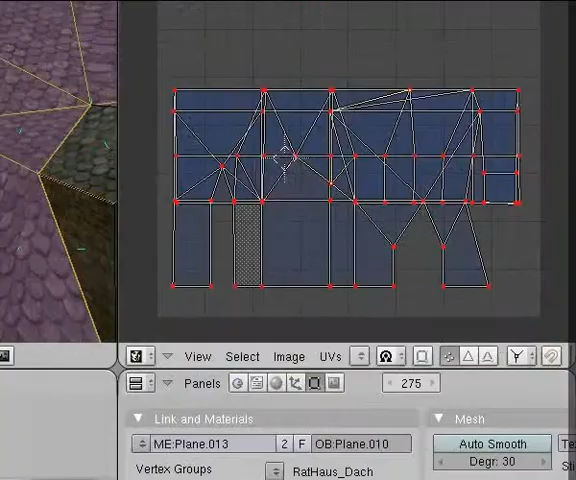 View Select Image UVs
Panels 275
Link and Materials Mesh
ME:Plane.013 2 F OB:Plane.010 Auto Smooth
Degr: 30
Vertex Groups RatHaus_Dach